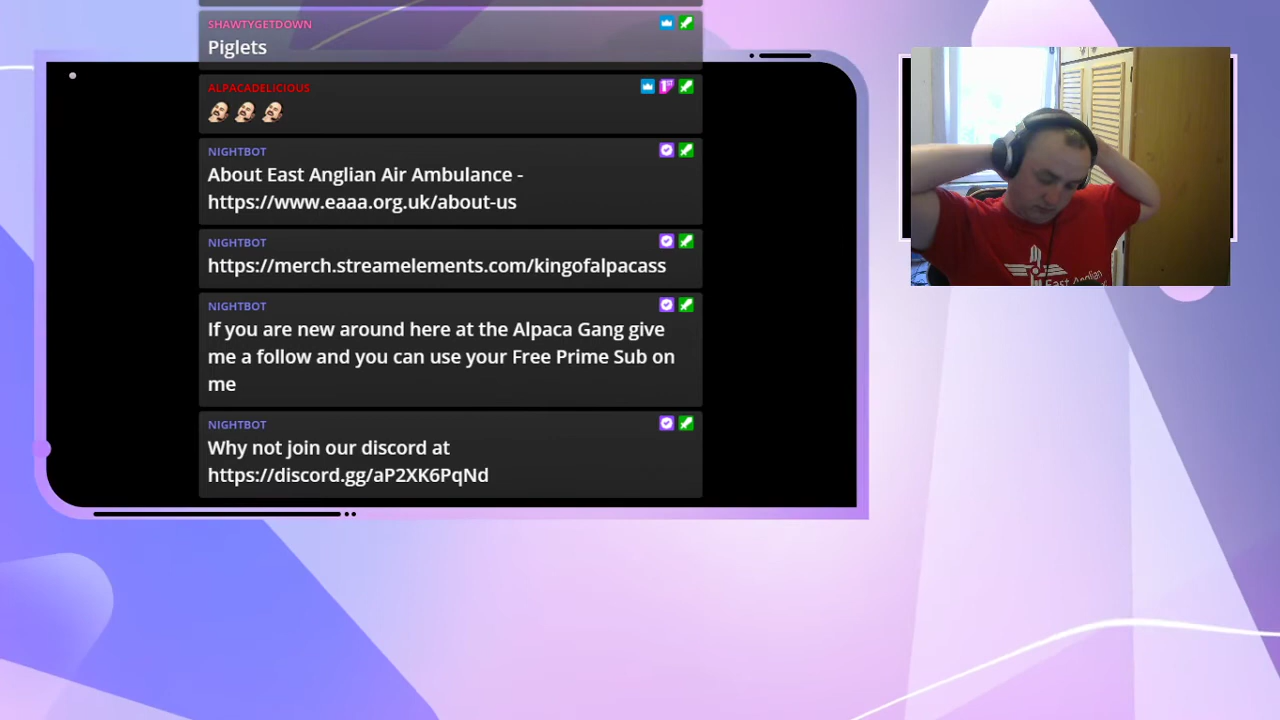 SHAWTYGETDOWN
Piglets
ALPACADELICIOUS
NIGHTBOT
About East Anglian Air Ambulance -
https://www.eaaa.org.uk/about-us
NIGHTBOT
https://merch.streamelements.com/kingofalpacass
NIGHTBOT
If you are new around here at the Alpaca Gang give
me a follow and you can use your Free Prime Sub on
me
NIGHTBOT
Why not join our discord at
https://discord.gg/aP2XK6PqNd
East Anglian